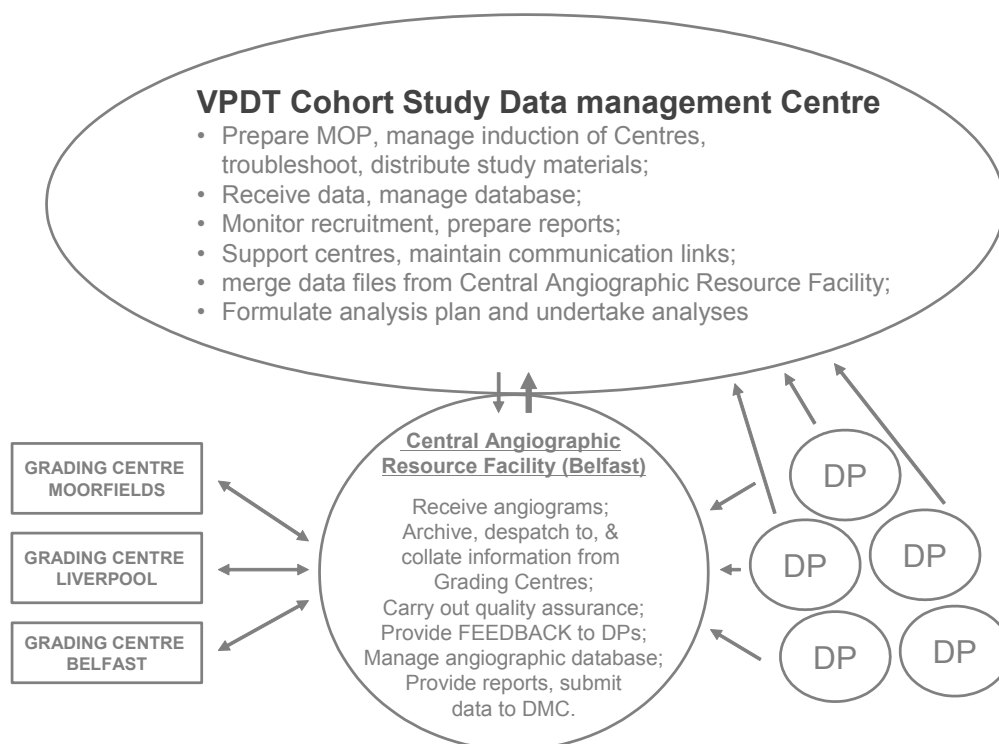 VPDT Cohort Study Data management Centre
• Prepare MOP, manage induction of Centres,
troubleshoot, distribute study materials;
• Receive data, manage database;
• Monitor recruitment, prepare reports;
• Support centres, maintain communication links;
• merge data files from Central Angiographic Resource Facility;
• Formulate analysis plan and undertake analyses
Central Angiographic
Resource Facility (Belfast)
Receive angiograms;
Archive, despatch to, &
collate information from
Grading Centres;
Carry out quality assurance;
Provide FEEDBACK to DPs;
Manage angiographic database;
Provide reports, submit
data to DMC.
GRADING CENTRE
MOORFIELDS
GRADING CENTRE
LIVERPOOL
GRADING CENTRE
BELFAST
DP
DP
DP
DP
DP